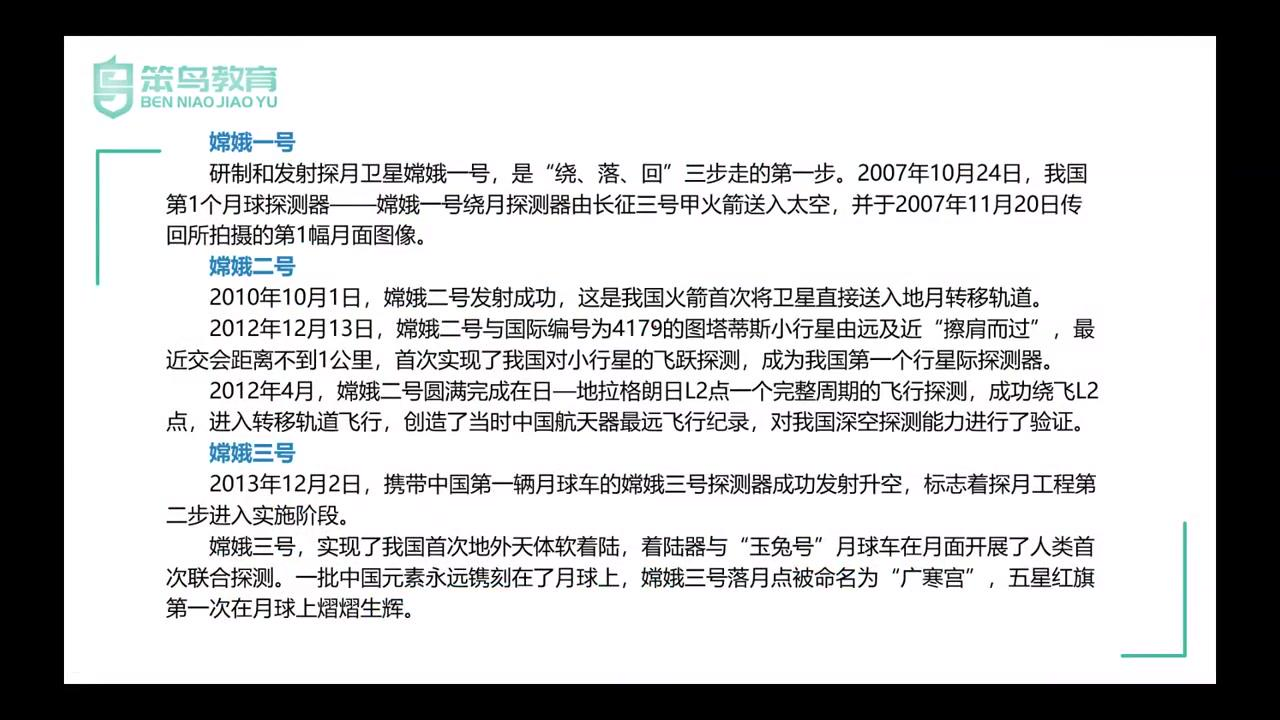 笨鸟教育
BEN NIAO JIAO YU
嫦娥一号
研制和发射探月卫星嫦娥一号，是“绕、落、回”三步走的第一步。2007年10月24日，我国
第1个月球探测器——嫦娥一号绕月探测器由长征三号甲火箭送入太空，并于2007年11月20日传
回所拍摄的第1幅月面图像。
嫦娥二号
2010年10月1日，嫦娥二号发射成功，这是我国火箭首次将卫星直接送入地月转移轨道。
2012年12月13日，嫦娥二号与国际编号为4179的图塔蒂斯小行星由远及近“擦肩而过”，最
近交会距离不到1公里，首次实现了我国对小行星的飞跃探测，成为我国第一个行星际探测器。
2012年4月，嫦娥二号圆满完成在日—地拉格朗日L2点一个完整周期的飞行探测，成功绕飞L2
点，进入转移轨道飞行，创造了当时中国航天器最远飞行纪录，对我国深空探测能力进行了验证。
嫦娥三号
2013年12月2日，携带中国第一辆月球车的嫦娥三号探测器成功发射升空，标志着探月工程第
二步进入实施阶段。
嫦娥三号，实现了我国首次地外天体软着陆，着陆器与“玉兔号”月球车在月面开展了人类首
次联合探测。一批中国元素永远镌刻在了月球上，嫦娥三号落月点被命名为“广寒宫”，五星红旗
第一次在月球上熠熠生辉。